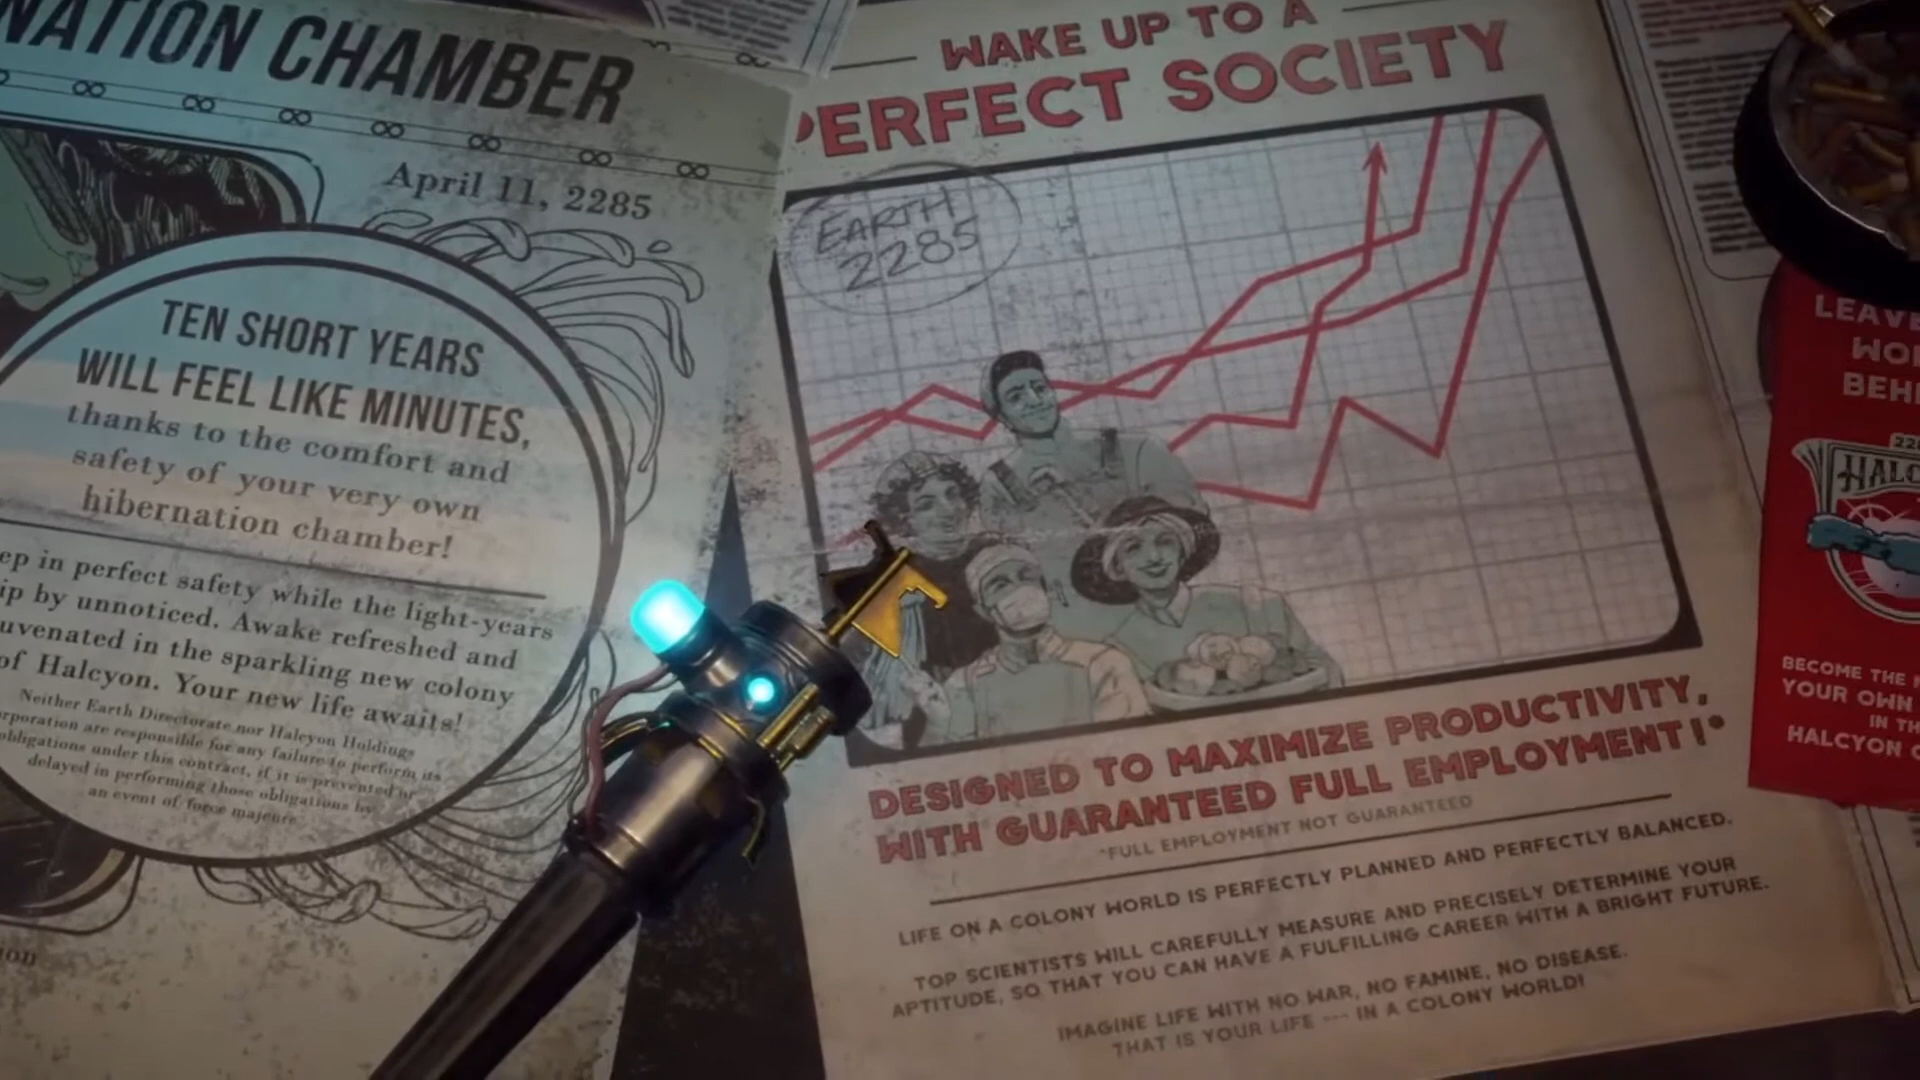 NATION CHAMBER
April 11, 2285
TEN SHORT YEARS
WILL FEEL LIKE MINUTES,
thanks to the comfort and
safety of your very own
hibernation chamber!
ep in perfect safety while the light-years
ip by unnoticed. Awake refreshed and
uvenated in the sparkling new colony
of Halcyon. Your new life awaits!
Neither Earth Directorate nor Halcyon Holdings
orporation are responsible for any failure to perform its
obligations under this contract, if it is prevented or
delayed in performing those obligations by
an event of force majeure
on
WAKE UP TO A
PERFECT SOCIETY
EARTH
2285
DESIGNED TO MAXIMIZE PRODUCTIVITY,
WITH GUARANTEED FULL EMPLOYMENT!*
*FULL EMPLOYMENT NOT GUARANTEED
LIFE ON A COLONY WORLD IS PERFECTLY PLANNED AND PERFECTLY BALANCED.
TOP SCIENTISTS WILL CAREFULLY MEASURE AND PRECISELY DETERMINE YOUR
APTITUDE, SO THAT YOU CAN HAVE A FULFILLING CAREER WITH A BRIGHT FUTURE.
IMAGINE LIFE WITH NO WAR, NO FAMINE, NO DISEASE.
THAT IS YOUR LIFE --- IN A COLONY WORLD!
LEAVE
WOR
BEH
22
HALC
BECOME THE
YOUR OWN
IN TH
HALCYON C